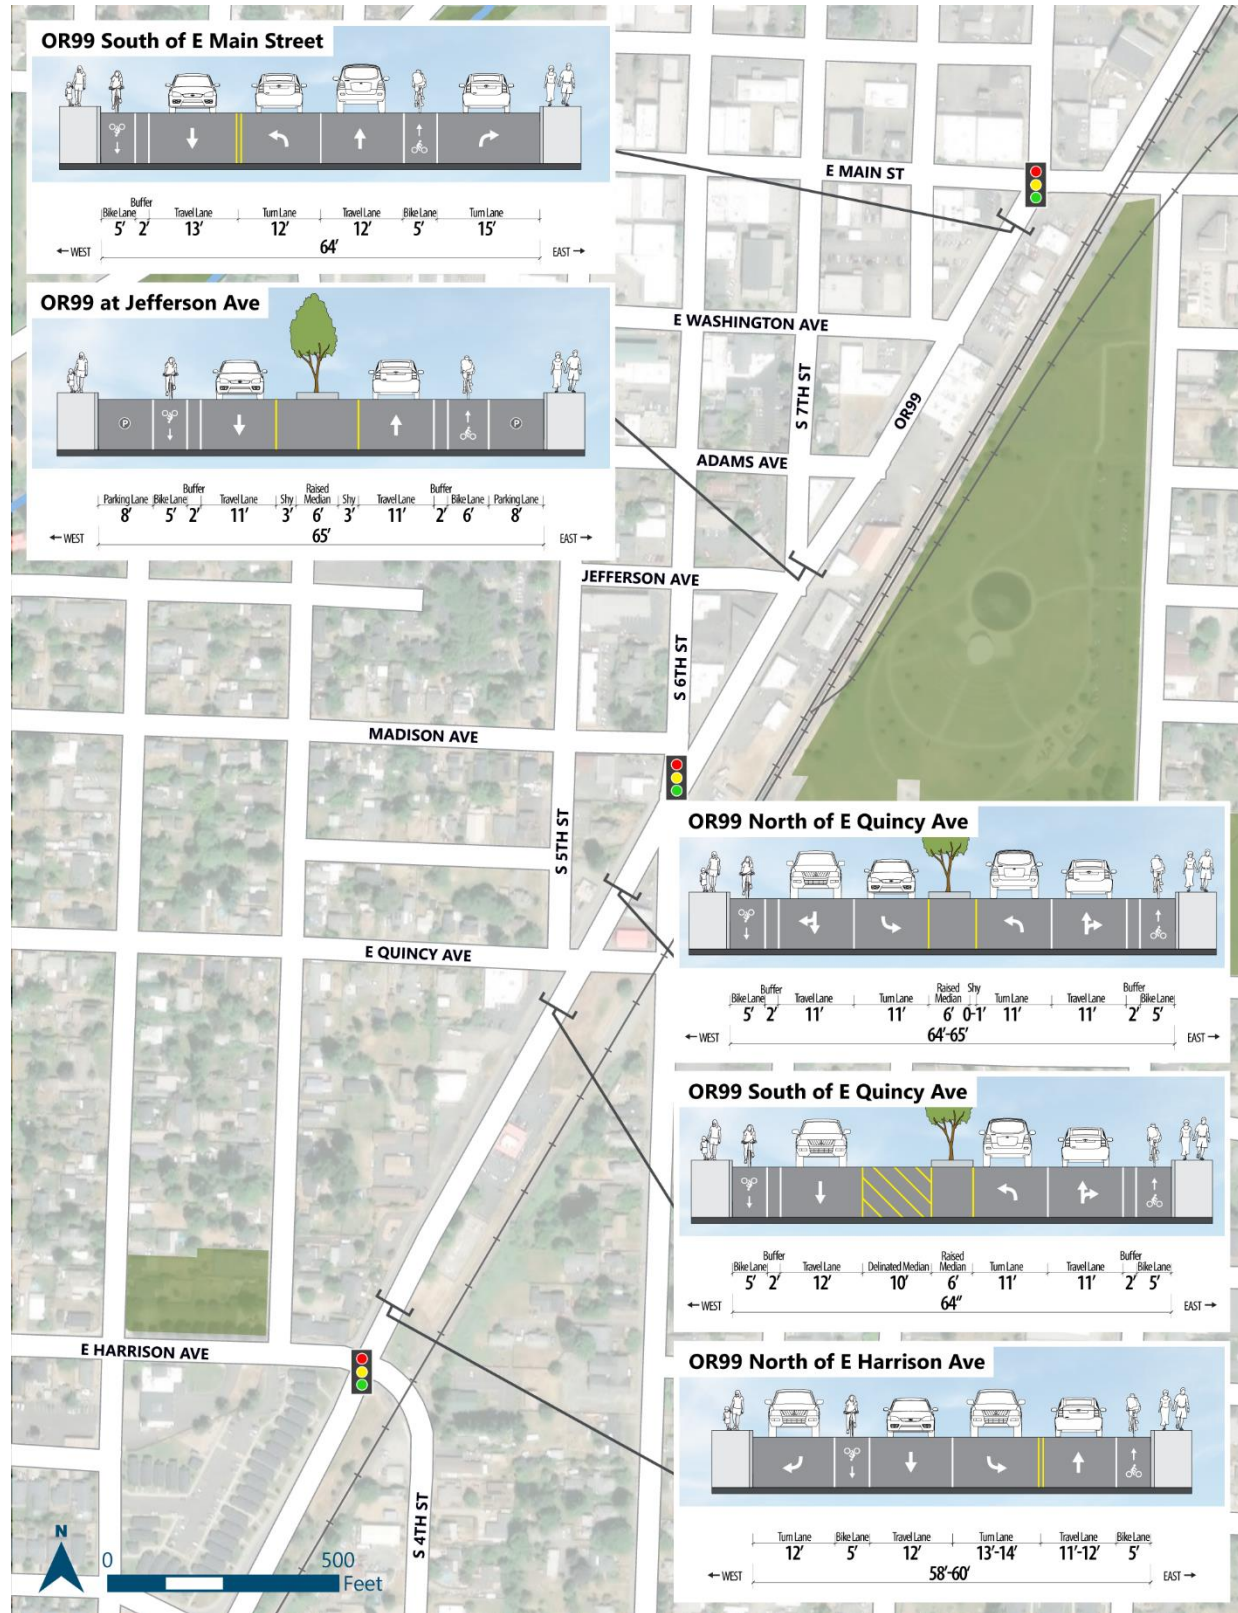 OR99 South of E Main Street
Buffer
Bike Lane Travel Lane Turn Lane Travel Lane Bike Lane Turn Lane
5' 2' 13' 12' 12' 5' 15'
← WEST 64' EAST →
OR99 at Jefferson Ave
P P
Buffer Raised Buffer
Parking Lane Bike Lane Travel Lane Shy Median Shy Travel Lane Bike Lane Parking Lane
8' 5' 2' 11' 3' 6' 3' 11' 2' 6' 8'
← WEST 65' EAST →
E MAIN ST
E WASHINGTON AVE
S 7TH ST
OR99
ADAMS AVE
JEFFERSON AVE
S 6TH ST
MADISON AVE
S 5TH ST
E QUINCY AVE
OR99 North of E Quincy Ave
Buffer Raised Shy Buffer
Bike Lane Travel Lane Turn Lane Median Turn Lane Travel Lane Bike Lane
5' 2' 11' 11' 6' 0-1' 11' 11' 2' 5'
← WEST 64'-65' EAST →
OR99 South of E Quincy Ave
Buffer Raised Buffer
Bike Lane Travel Lane Delinated Median Median Turn Lane Travel Lane Bike Lane
5' 2' 12' 10' 6' 11' 11' 2' 5'
← WEST 64" EAST →
E HARRISON AVE
OR99 North of E Harrison Ave
Turn Lane Bike Lane Travel Lane Turn Lane Travel Lane Bike Lane
12' 5' 12' 13'-14' 11'-12' 5'
← WEST 58'-60' EAST →
S 4TH ST
N
0 500
Feet